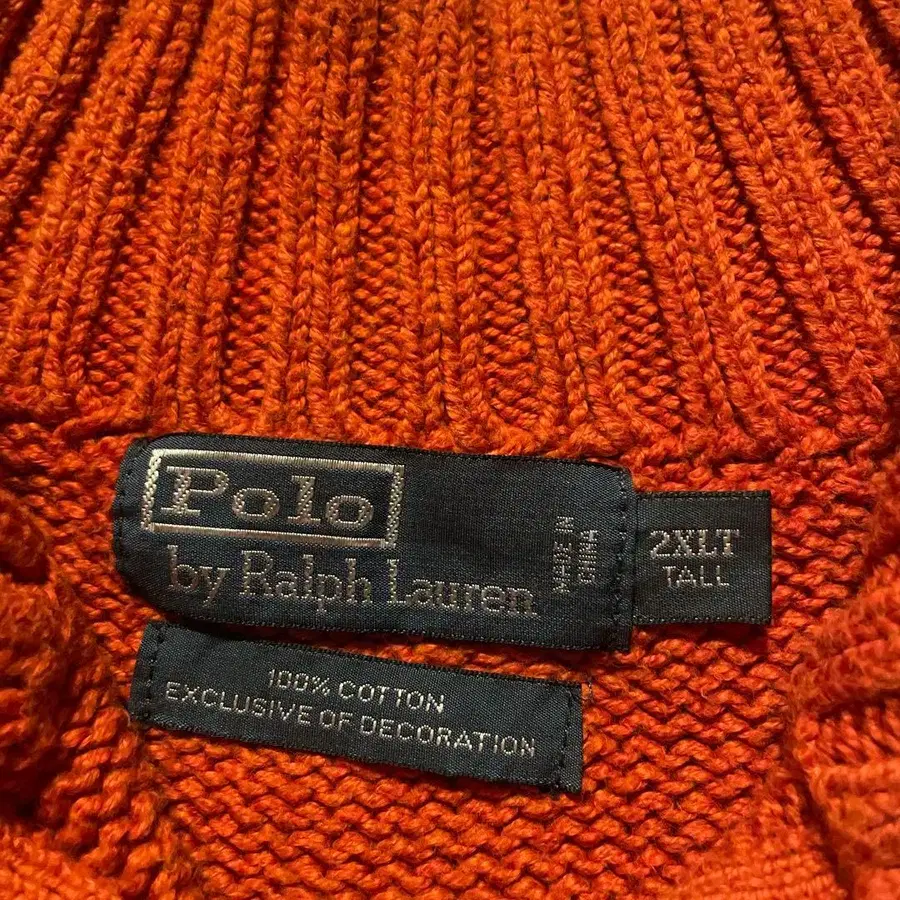 Polo
by Ralph Lauren
MADE IN
CHINA
2XLT
TALL
100% COTTON
EXCLUSIVE OF DECORATION